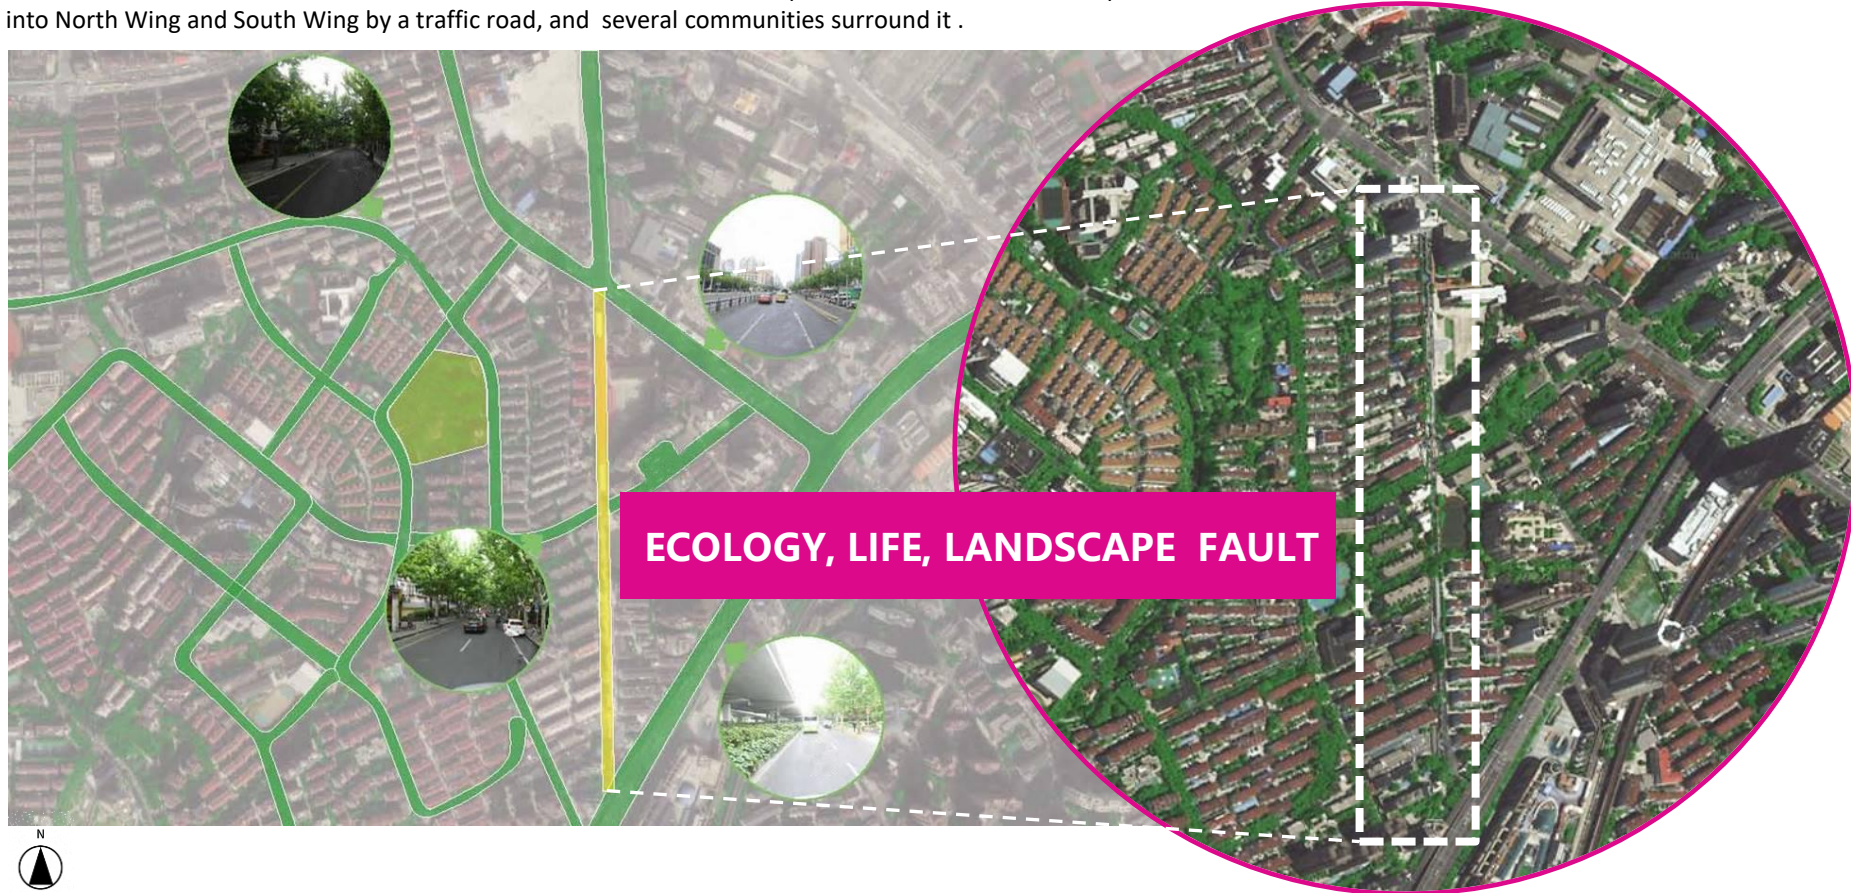 into North Wing and South Wing by a traffic road, and  several communities surround it .
ECOLOGY, LIFE, LANDSCAPE  FAULT
N